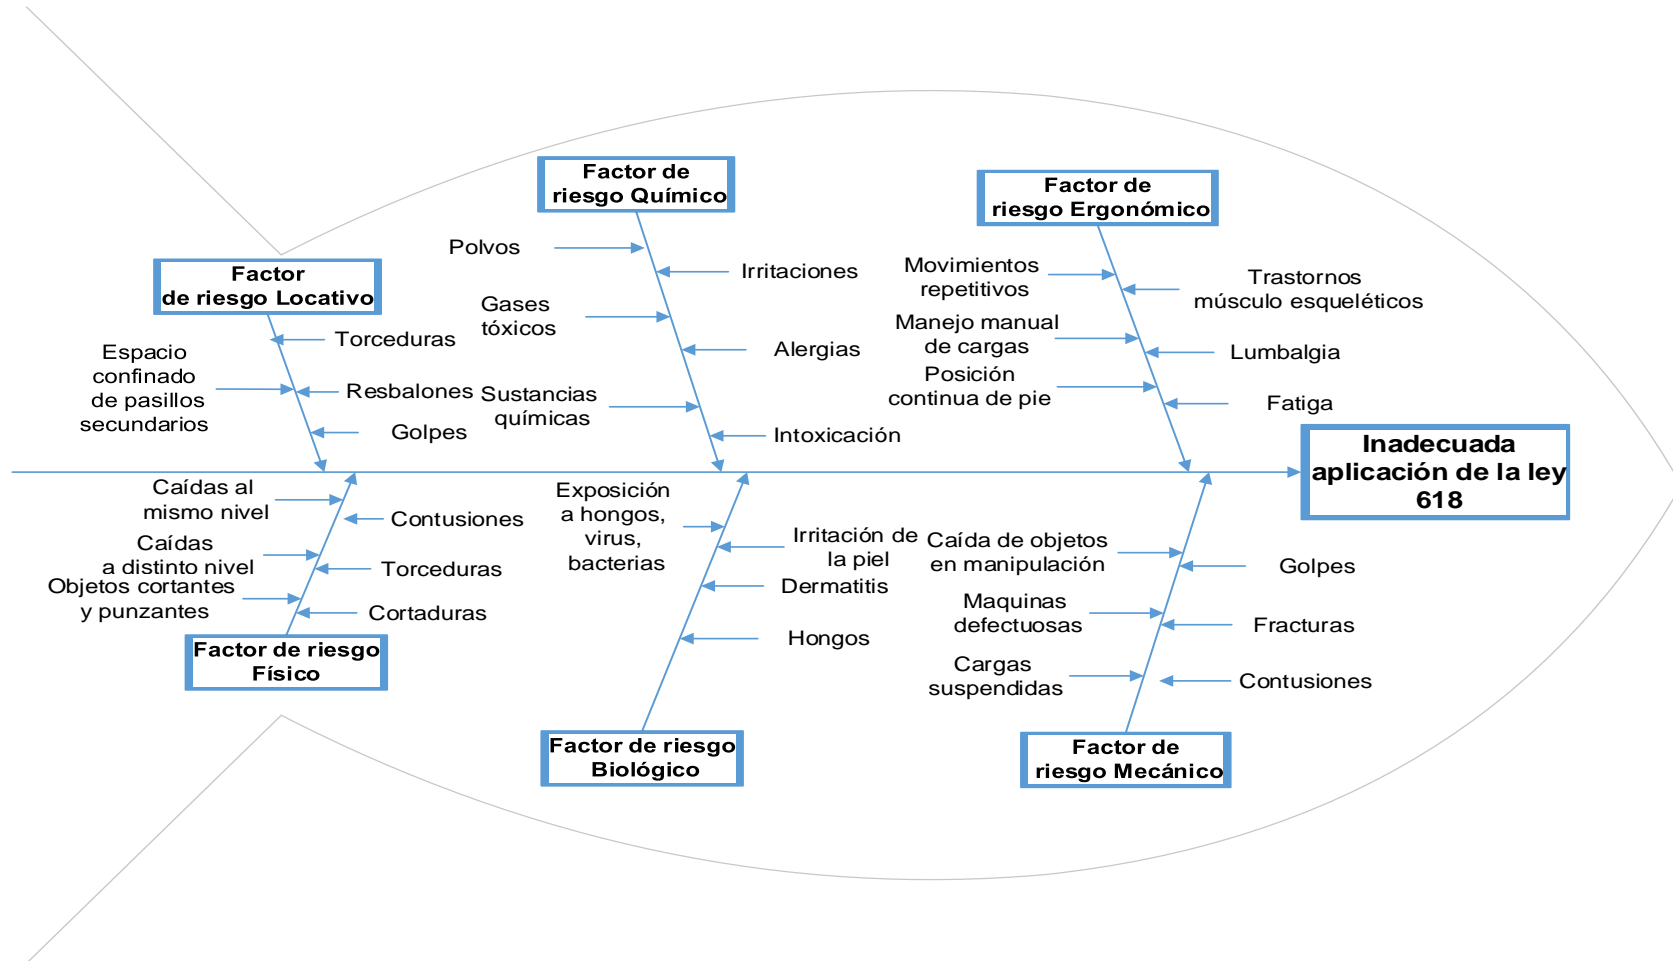 Factor de
riesgo Químico
Factor de
riesgo Ergonómico
Factor
de riesgo Locativo
Polvos
Irritaciones
Gases
tóxicos
Alergias
Sustancias
químicas
Intoxicación
Movimientos
repetitivos
Trastornos
músculo esqueléticos
Manejo manual
de cargas
Lumbalgia
Posición
continua de pie
Fatiga
Torceduras
Espacio
confinado
de pasillos
secundarios
Resbalones
Golpes
Inadecuada
aplicación de la ley
618
Caídas al
mismo nivel
Contusiones
Caídas
a distinto nivel
Torceduras
Objetos cortantes
y punzantes
Cortaduras
Factor de riesgo
Físico
Exposición
a hongos,
virus,
bacterias
Irritación de
la piel
Dermatitis
Hongos
Factor de riesgo
Biológico
Caída de objetos
en manipulación
Golpes
Maquinas
defectuosas
Fracturas
Cargas
suspendidas
Contusiones
Factor de
riesgo Mecánico